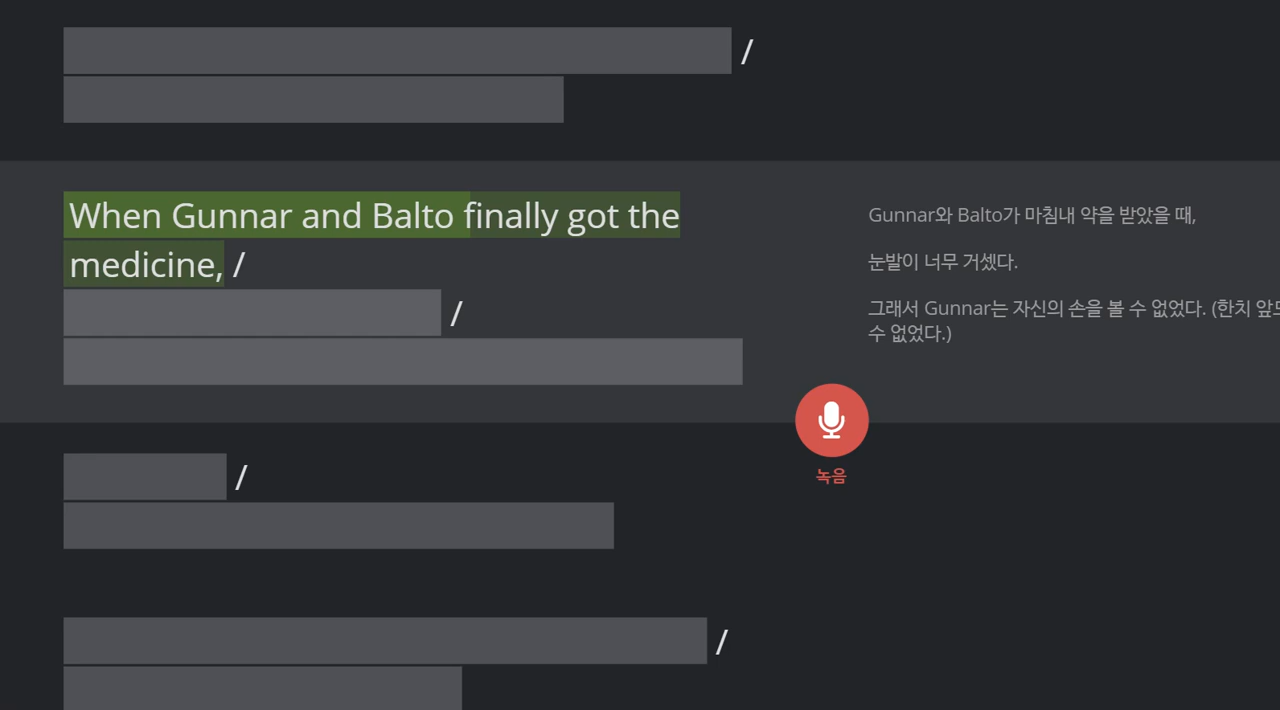 /
When Gunnar and Balto finally got the
medicine, /
/
Gunnar와 Balto가 마침내 약을 받았을 때,
눈발이 너무 거셌다.
그래서 Gunnar는 자신의 손을 볼 수 없었다. (한치 앞도
수 없었다.)
녹음
/
/